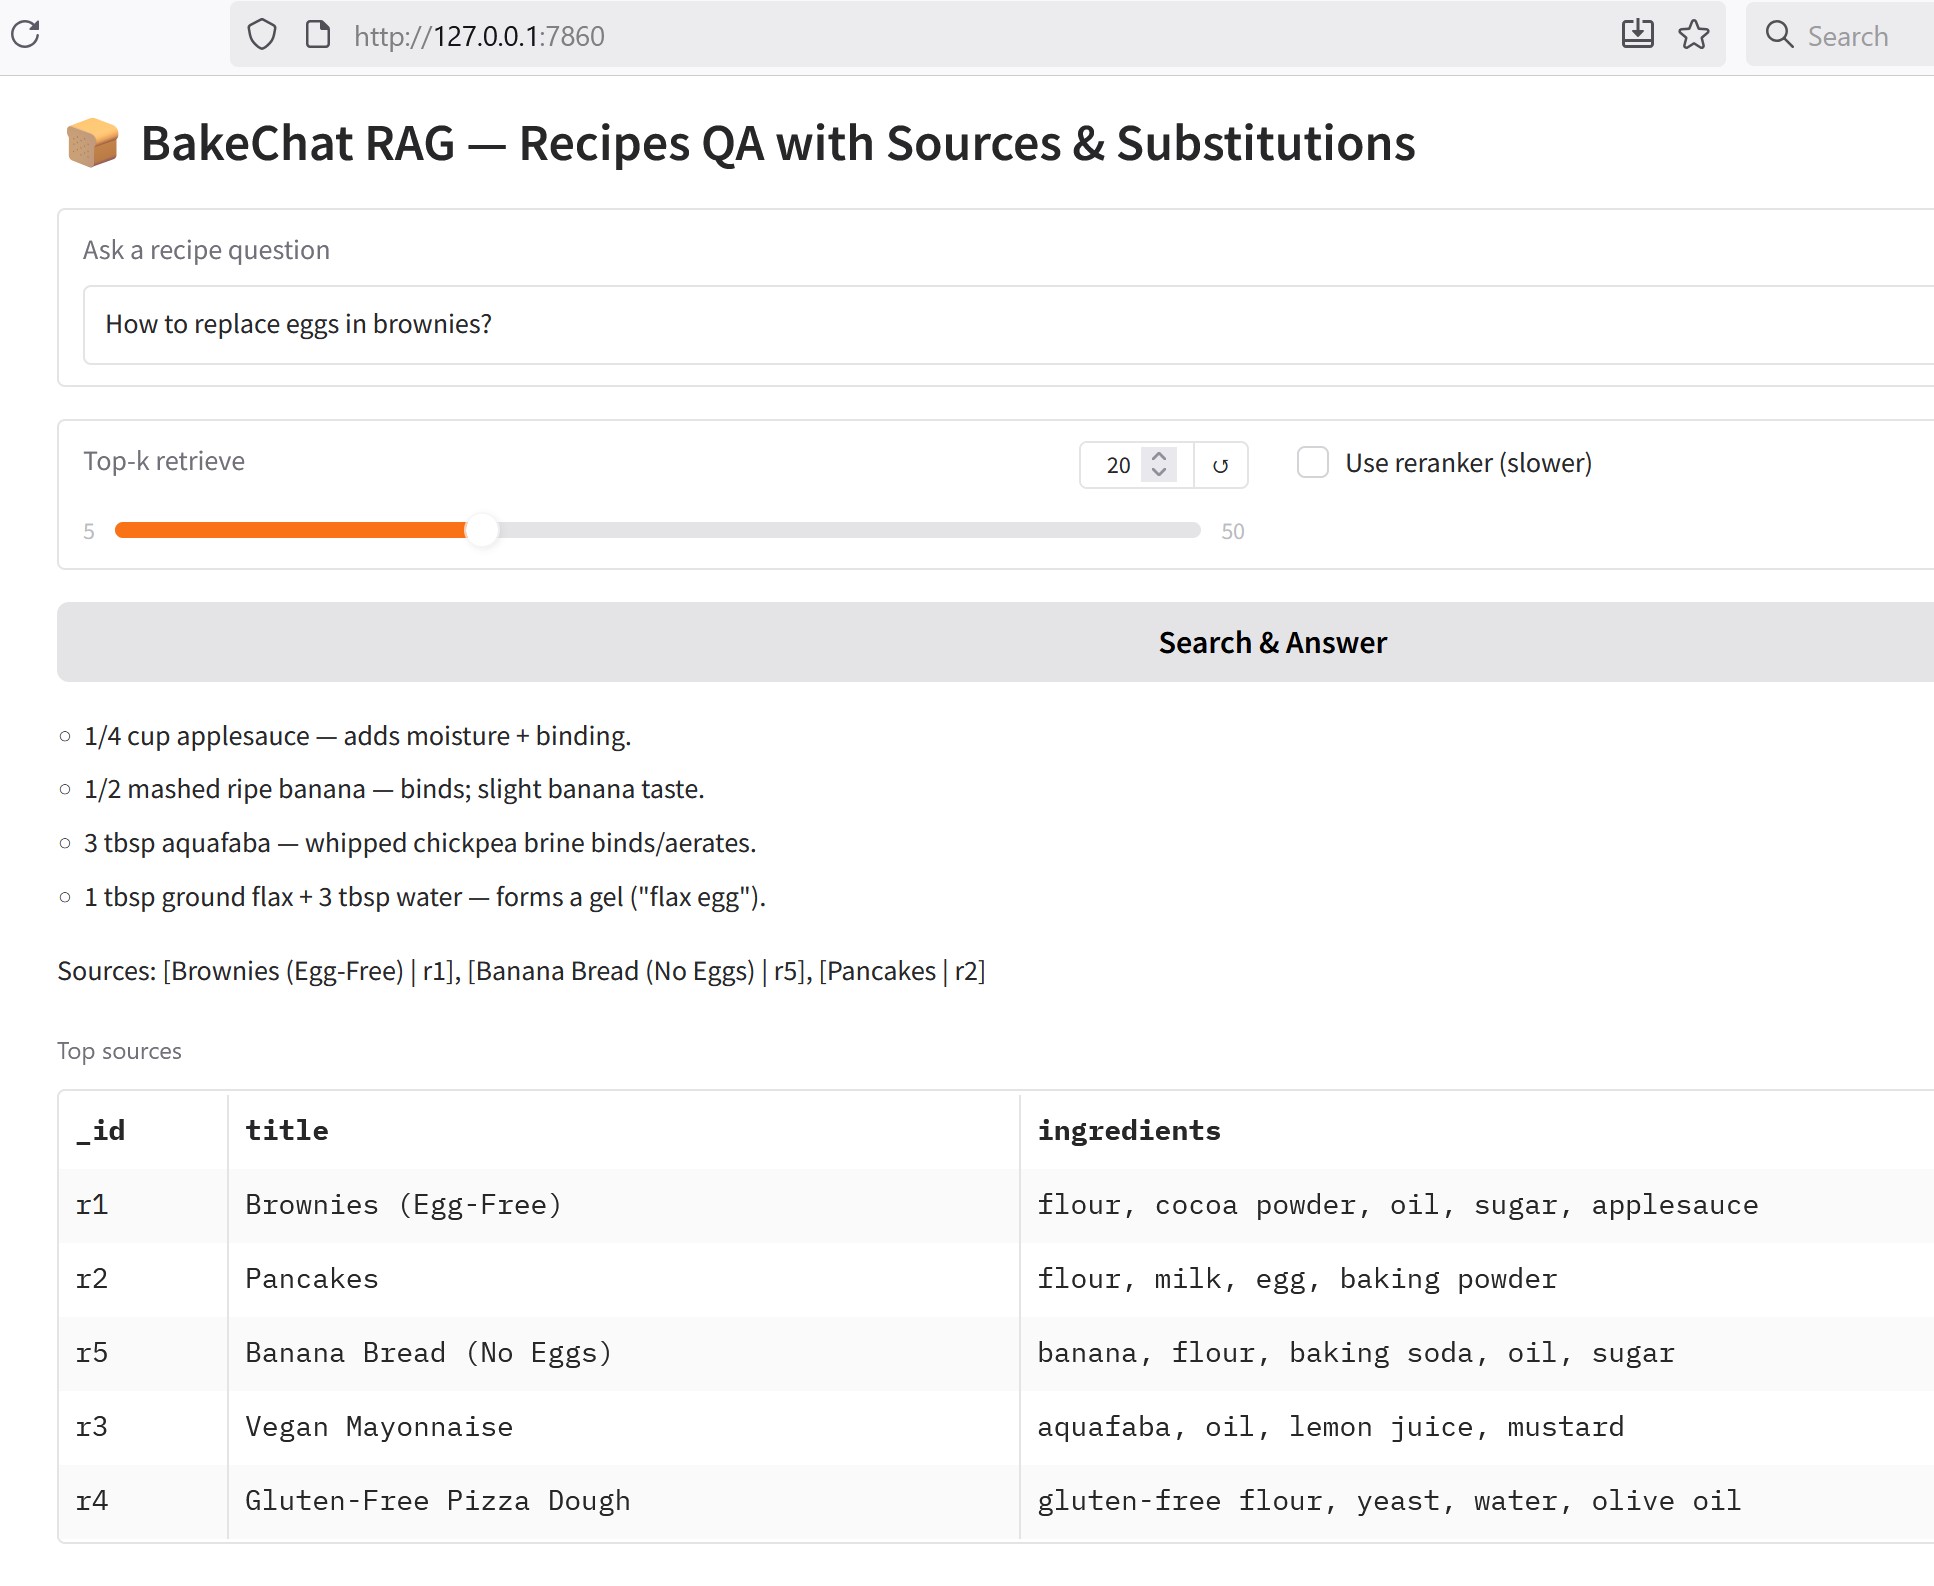 http://127.0.0.1:7860
Search
BakeChat RAG — Recipes QA with Sources & Substitutions
Ask a recipe question
How to replace eggs in brownies?
Top-k retrieve
20
Use reranker (slower)
5
50
Search & Answer
1/4 cup applesauce — adds moisture + binding.
1/2 mashed ripe banana — binds; slight banana taste.
3 tbsp aquafaba — whipped chickpea brine binds/aerates.
1 tbsp ground flax + 3 tbsp water — forms a gel ("flax egg").
Sources: [Brownies (Egg-Free) | r1], [Banana Bread (No Eggs) | r5], [Pancakes | r2]
Top sources
_id title ingredients
r1 Brownies (Egg-Free) flour, cocoa powder, oil, sugar, applesauce
r2 Pancakes flour, milk, egg, baking powder
r5 Banana Bread (No Eggs) banana, flour, baking soda, oil, sugar
r3 Vegan Mayonnaise aquafaba, oil, lemon juice, mustard
r4 Gluten-Free Pizza Dough gluten-free flour, yeast, water, olive oil